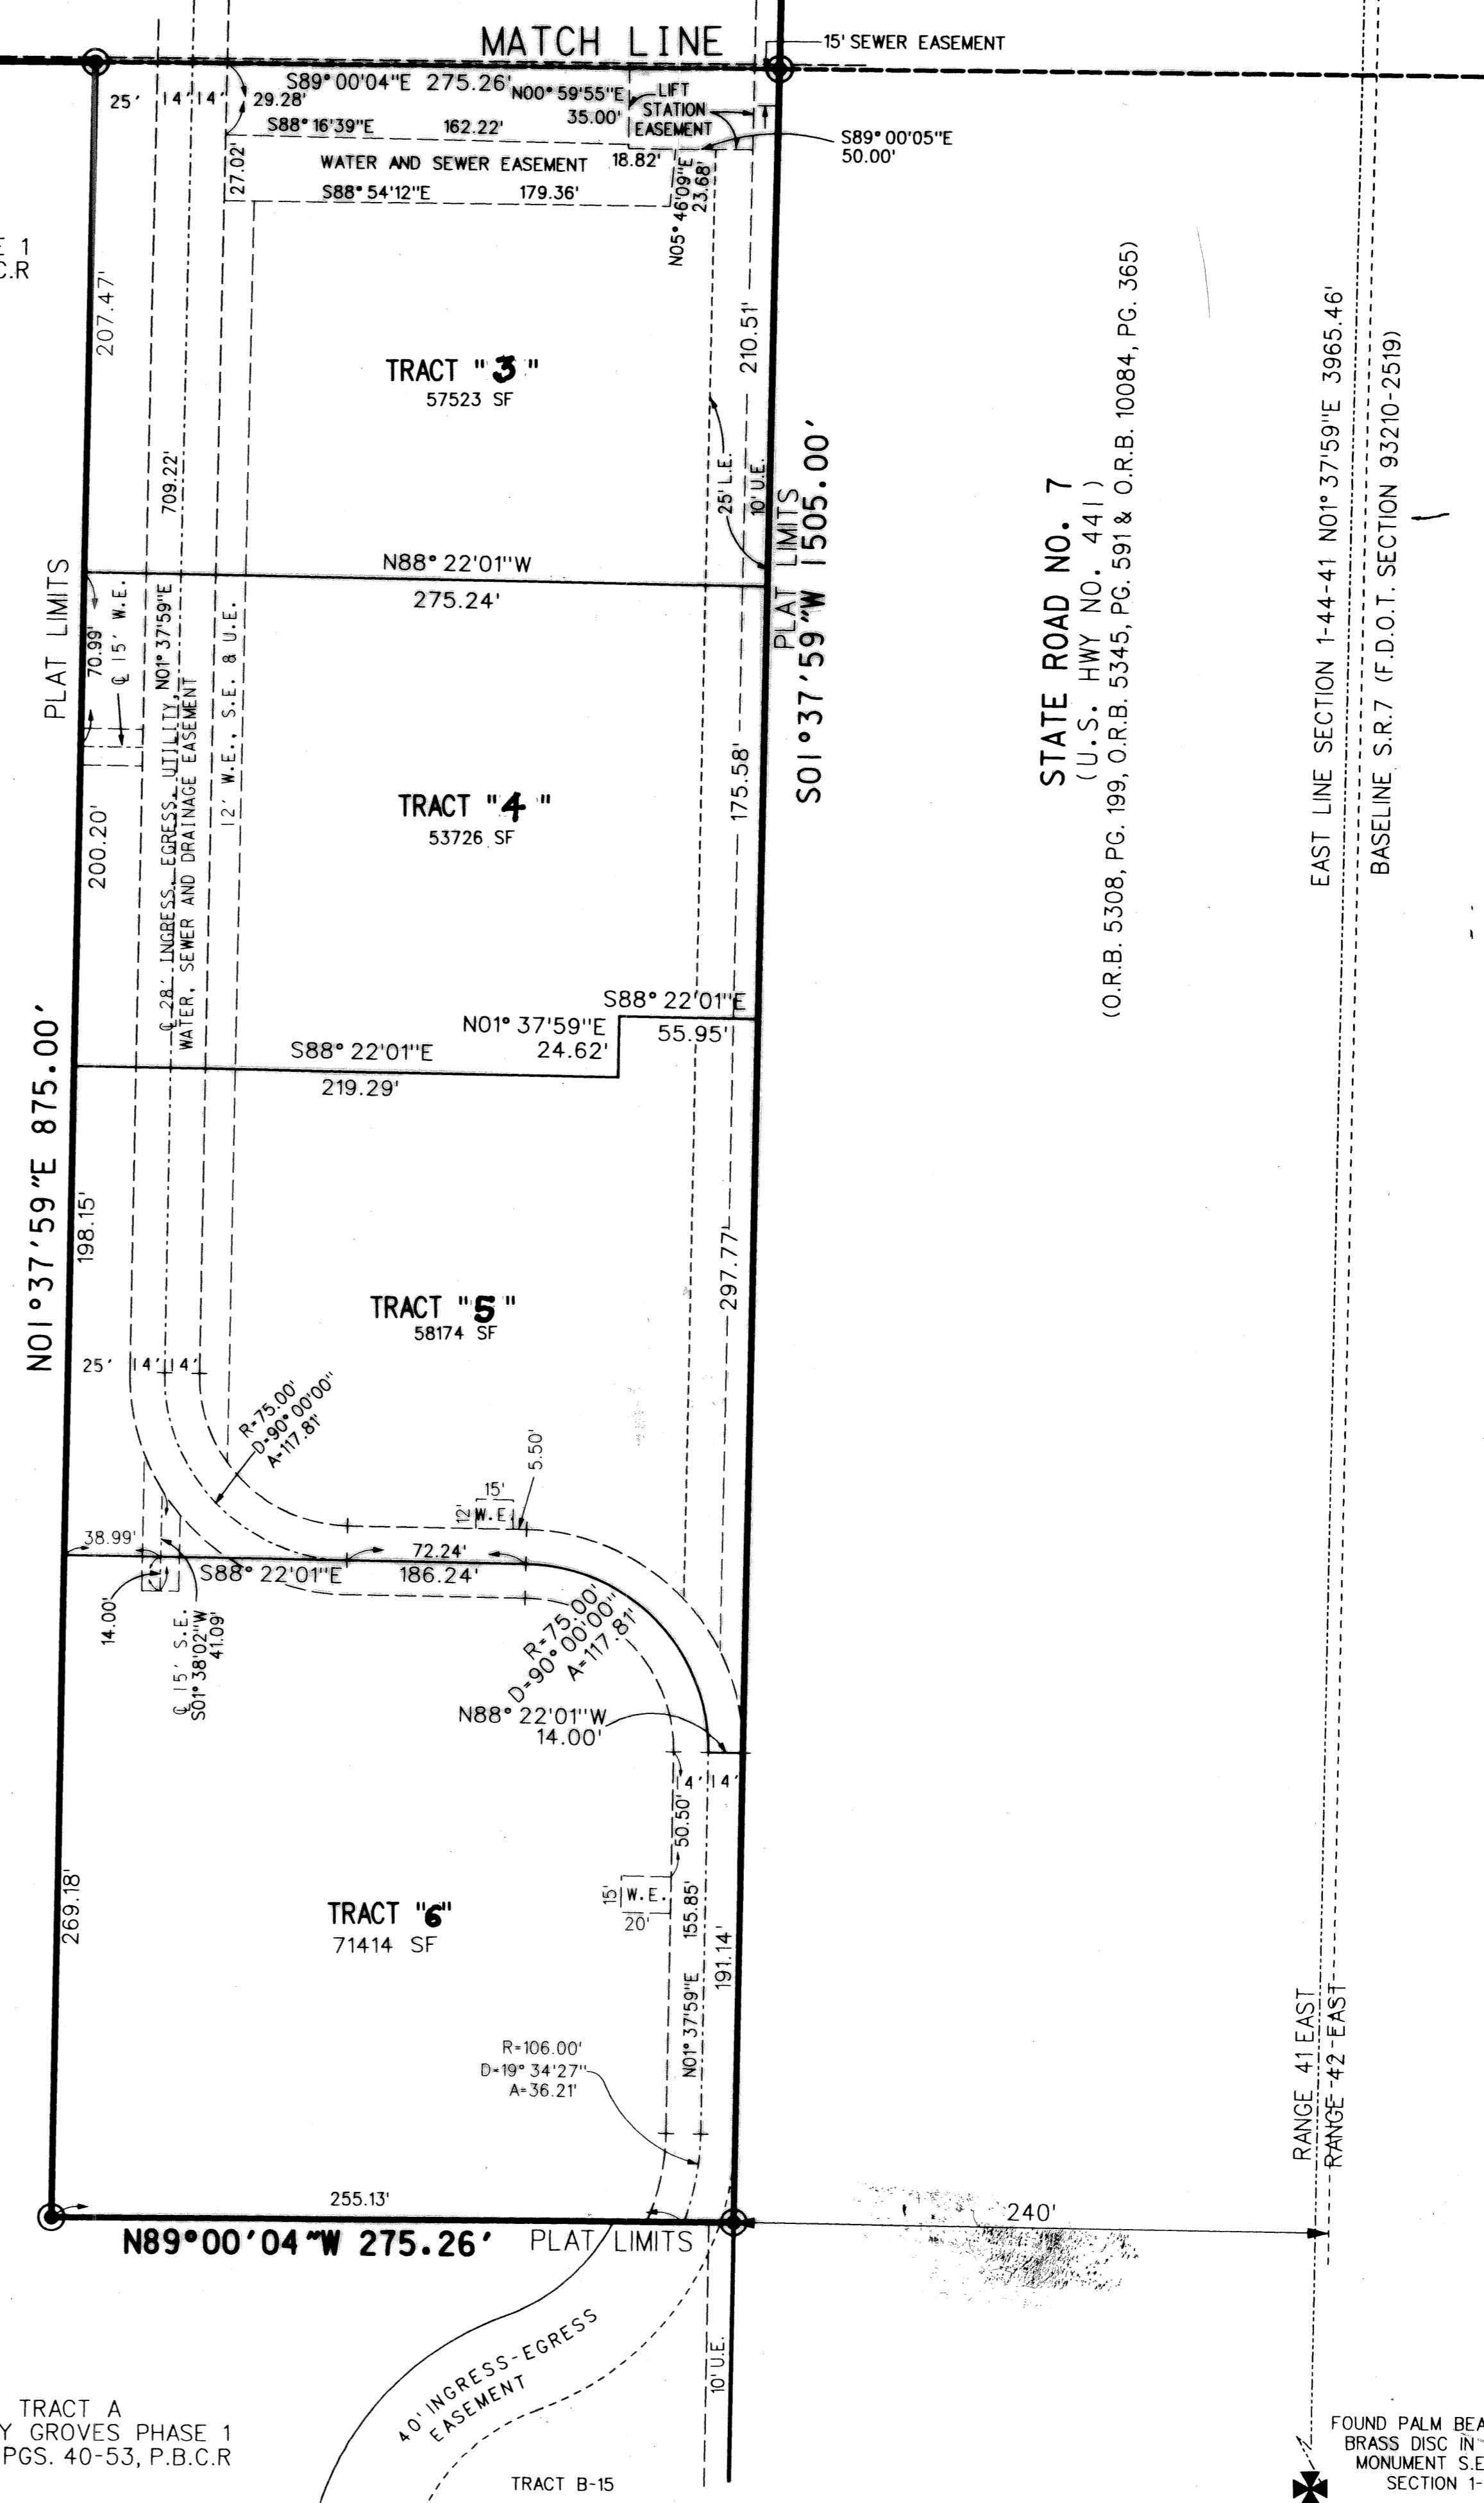 MATCH LINE
15' SEWER EASEMENT
S89° 00'04"E 275.26'
N00° 59'55"E
35.00'
LIFT
STATION
EASEMENT
25' 14' 14'
29.28'
S88° 16'39"E 162.22'
S89° 00'05"E
50.00'
WATER AND SEWER EASEMENT
18.82'
27.02'
S88° 54'12"E 179.36'
N05° 46'09"E
23.68'
C.R
207.47'
210.51'
TRACT "3"
57523 SF
709.22'
25' L.E.
10' U.E.
PLAT LIMITS
S01°37'59"W 1505.00'
N88° 22'01"W
275.24'
PLAT LIMITS
70.99'
℄ 15' W.E.
N01° 37'59"E
℄ 28' INGRESS, EGRESS, UTILITY,
WATER, SEWER AND DRAINAGE EASEMENT
12' W.E., S.E. & U.E.
200.20'
175.58'
TRACT "4"
53726 SF
STATE ROAD NO. 7
(U.S. HWY NO. 441)
(O.R.B. 5308, PG. 199, O.R.B. 5345, PG. 591 & O.R.B. 10084, PG. 365)
EAST LINE SECTION 1-44-41 N01° 37'59"E 3965.46'
BASELINE S.R.7 (F.D.O.T. SECTION 93210-2519)
S88° 22'01"E
55.95'
N01° 37'59"E
24.62'
S88° 22'01"E
219.29'
N01°37'59"E 875.00'
198.15'
297.77'
TRACT "5"
58174 SF
25' 14' 14'
R=75.00'
D=90° 00'00"
A=117.81'
5.50'
15'
12'
W.E.
38.99'
72.24'
S88° 22'01"E 186.24'
14.00'
℄ 15' S.E.
S01° 38'02"W
41.09'
R=75.00'
D=90° 00'00"
A=117.81'
N88° 22'01"W
14.00'
14' 14'
50.50'
15'
W.E.
20'
269.18'
TRACT "6"
71414 SF
N01° 37'59"E 155.85'
191.14'
R=106.00'
D=19° 34'27"
A=36.21'
RANGE 41 EAST
RANGE 42 EAST
255.13'
N89°00'04"W 275.26'
PLAT LIMITS
240'
40' INGRESS-EGRESS
EASEMENT
10' U.E.
TRACT A
Y GROVES PHASE 1
PGS. 40-53, P.B.C.R
TRACT B-15
FOUND PALM BEA
BRASS DISC IN
MONUMENT S.E
SECTION 1-